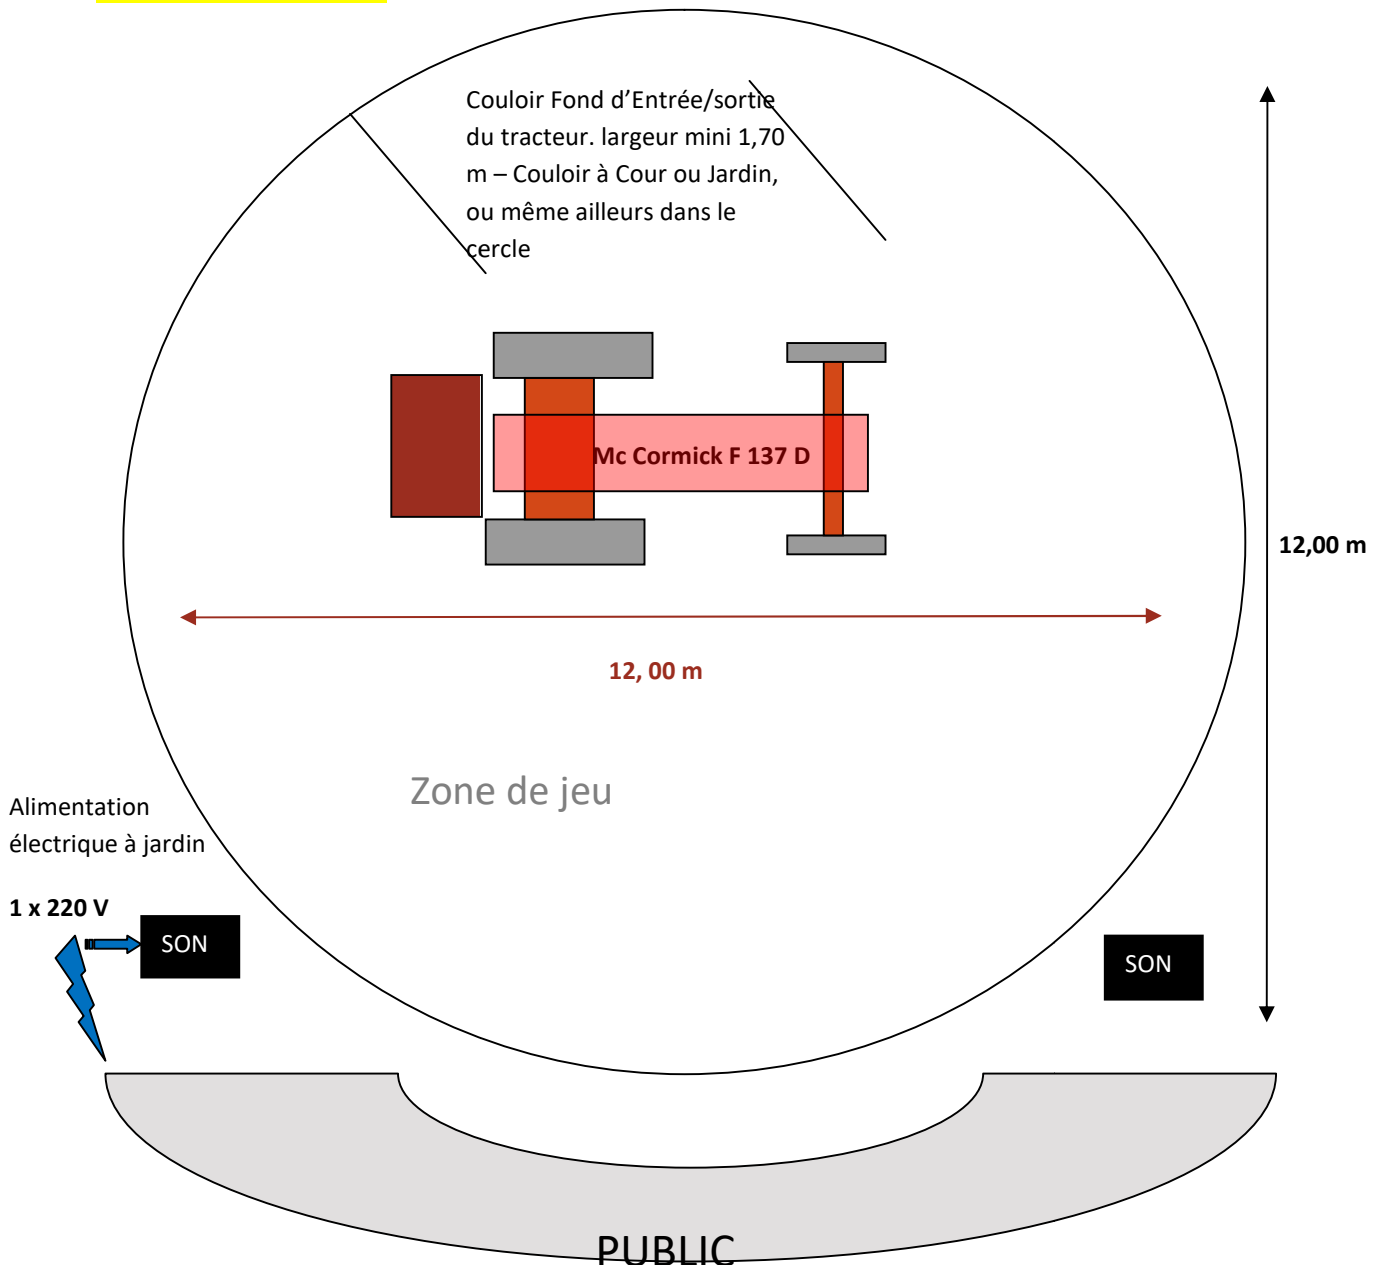 Couloir Fond d’Entrée/sortie
du tracteur. largeur mini 1,70
m – Couloir à Cour ou Jardin,
ou même ailleurs dans le
cercle
Mc Cormick F 137 D
12,00 m
12, 00 m
Zone de jeu
Alimentation
électrique à jardin
1 x 220 V
SON
SON
PUBLIC